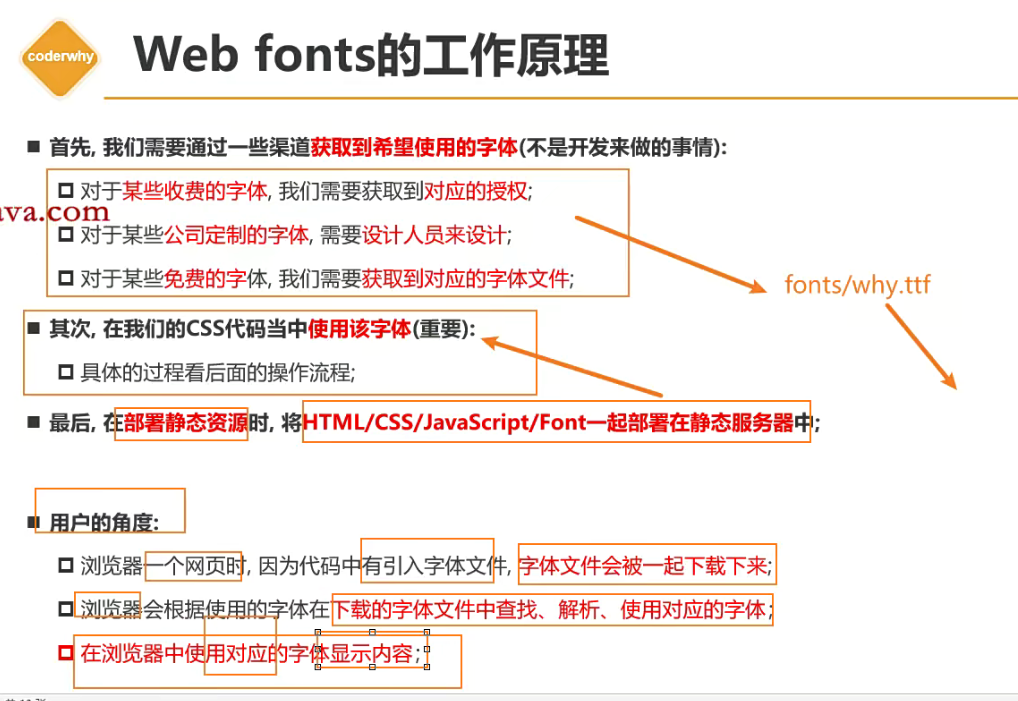 coderwhy
Web fonts的工作原理
首先, 我们需要通过一些渠道获取到希望使用的字体(不是开发来做的事情):
对于某些收费的字体, 我们需要获取到对应的授权;
ava.com
对于某些公司定制的字体, 需要设计人员来设计;
对于某些免费的字体, 我们需要获取到对应的字体文件;
fonts/why.ttf
其次, 在我们的CSS代码当中使用该字体(重要):
具体的过程看后面的操作流程;
最后, 在部署静态资源时, 将HTML/CSS/JavaScript/Font一起部署在静态服务器中;
用户的角度:
浏览器一个网页时, 因为代码中有引入字体文件, 字体文件会被一起下载下来;
浏览器会根据使用的字体在下载的字体文件中查找、解析、使用对应的字体;
在浏览器中使用对应的字体显示内容;